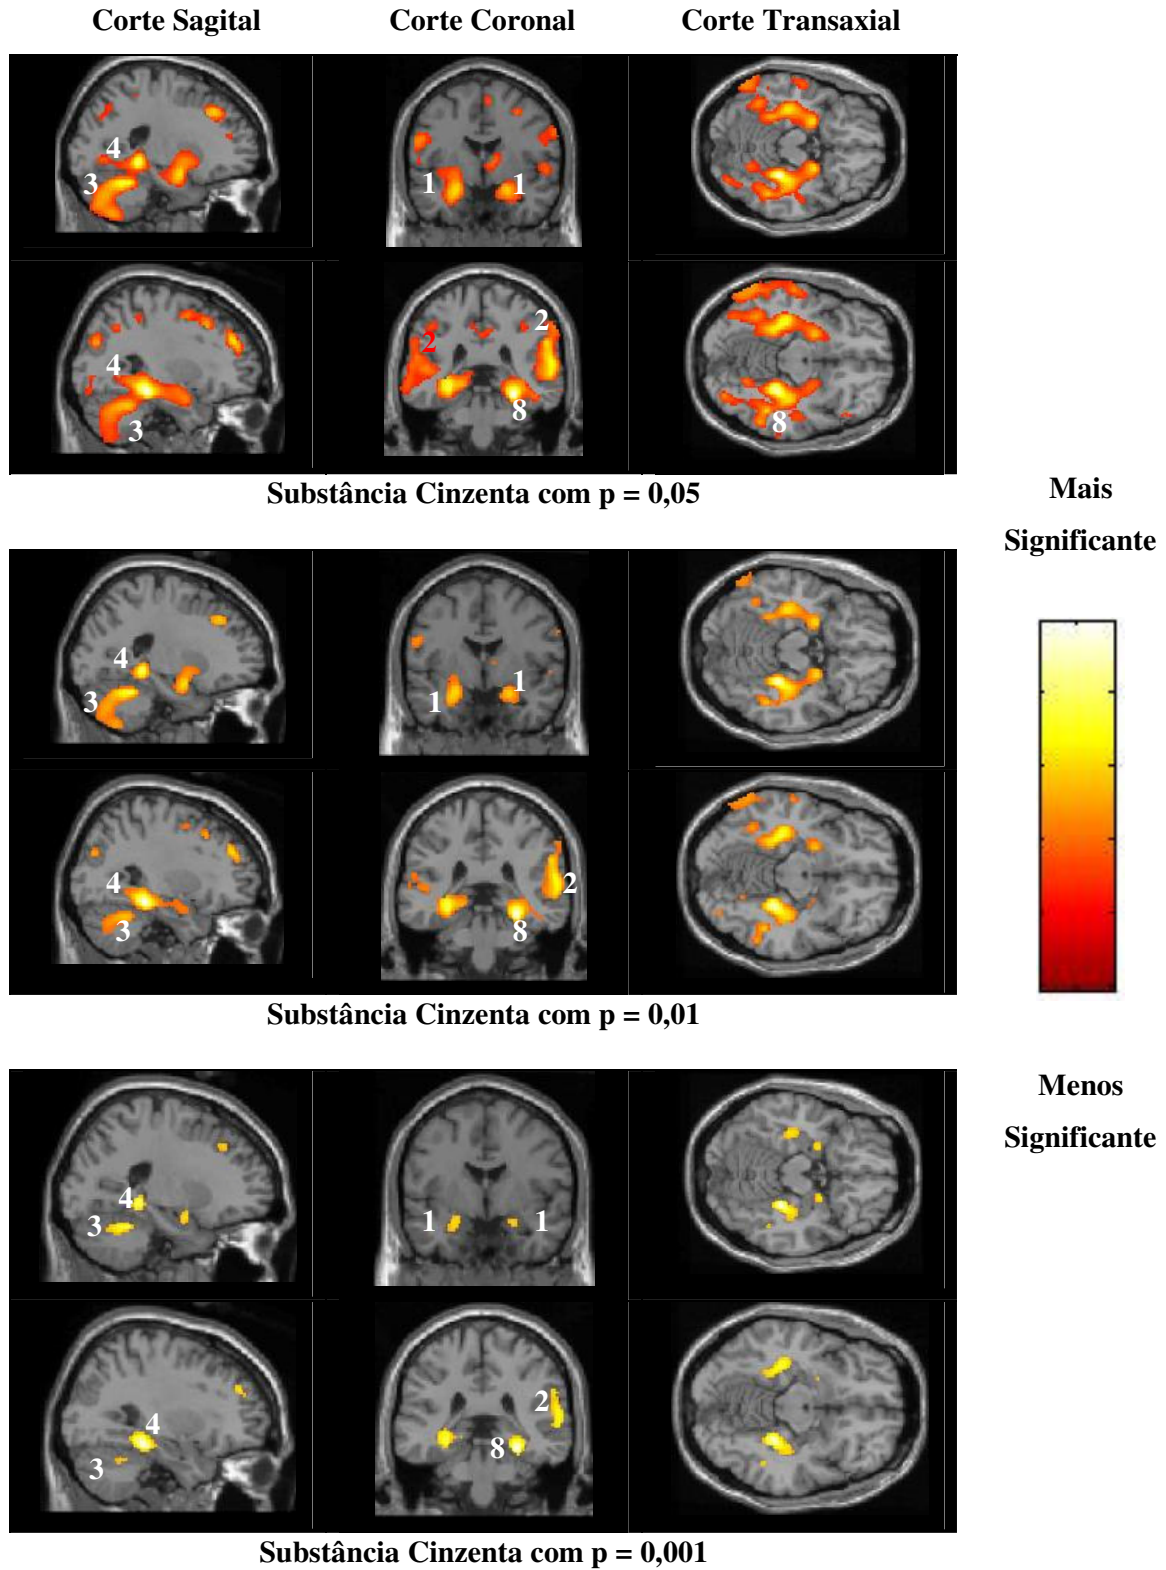 Corte Sagital Corte Coronal Corte Transaxial
4
3
1 1
4
3
2 2
8
8
Substância Cinzenta com p = 0,05
Mais
Significante
4
3
1 1
4
3
2
8
Substância Cinzenta com p = 0,01
4
3
1 1
Menos
Significante
4
3
2
8
Substância Cinzenta com p = 0,001